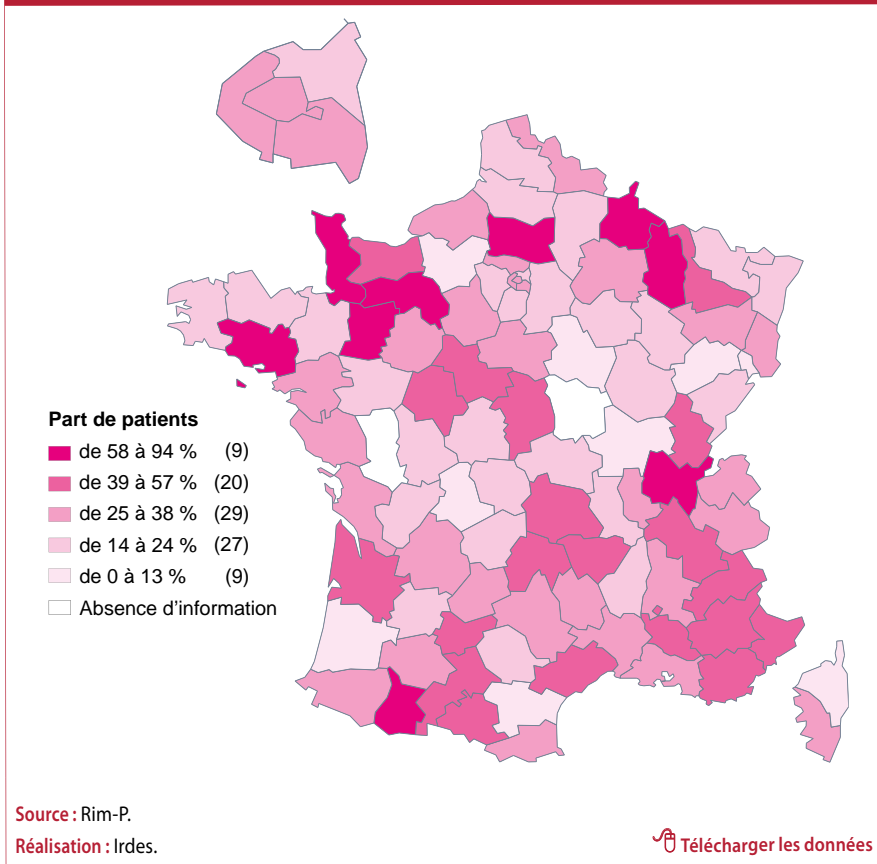 Part de patients
de 58 à 94 % (9)
de 39 à 57 % (20)
de 25 à 38 % (29)
de 14 à 24 % (27)
de 0 à 13 % (9)
Absence d’information
Source : Rim-P.
Réalisation : Irdes.
Télécharger les données